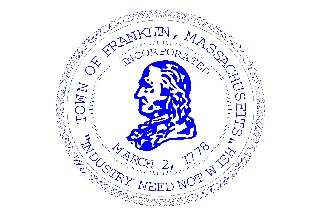 TOWN OF FRANKLIN, MASSACHUSETTS
INCORPORATED
MARCH 2, 1778
"INDUSTRY NEED NOT WISH"